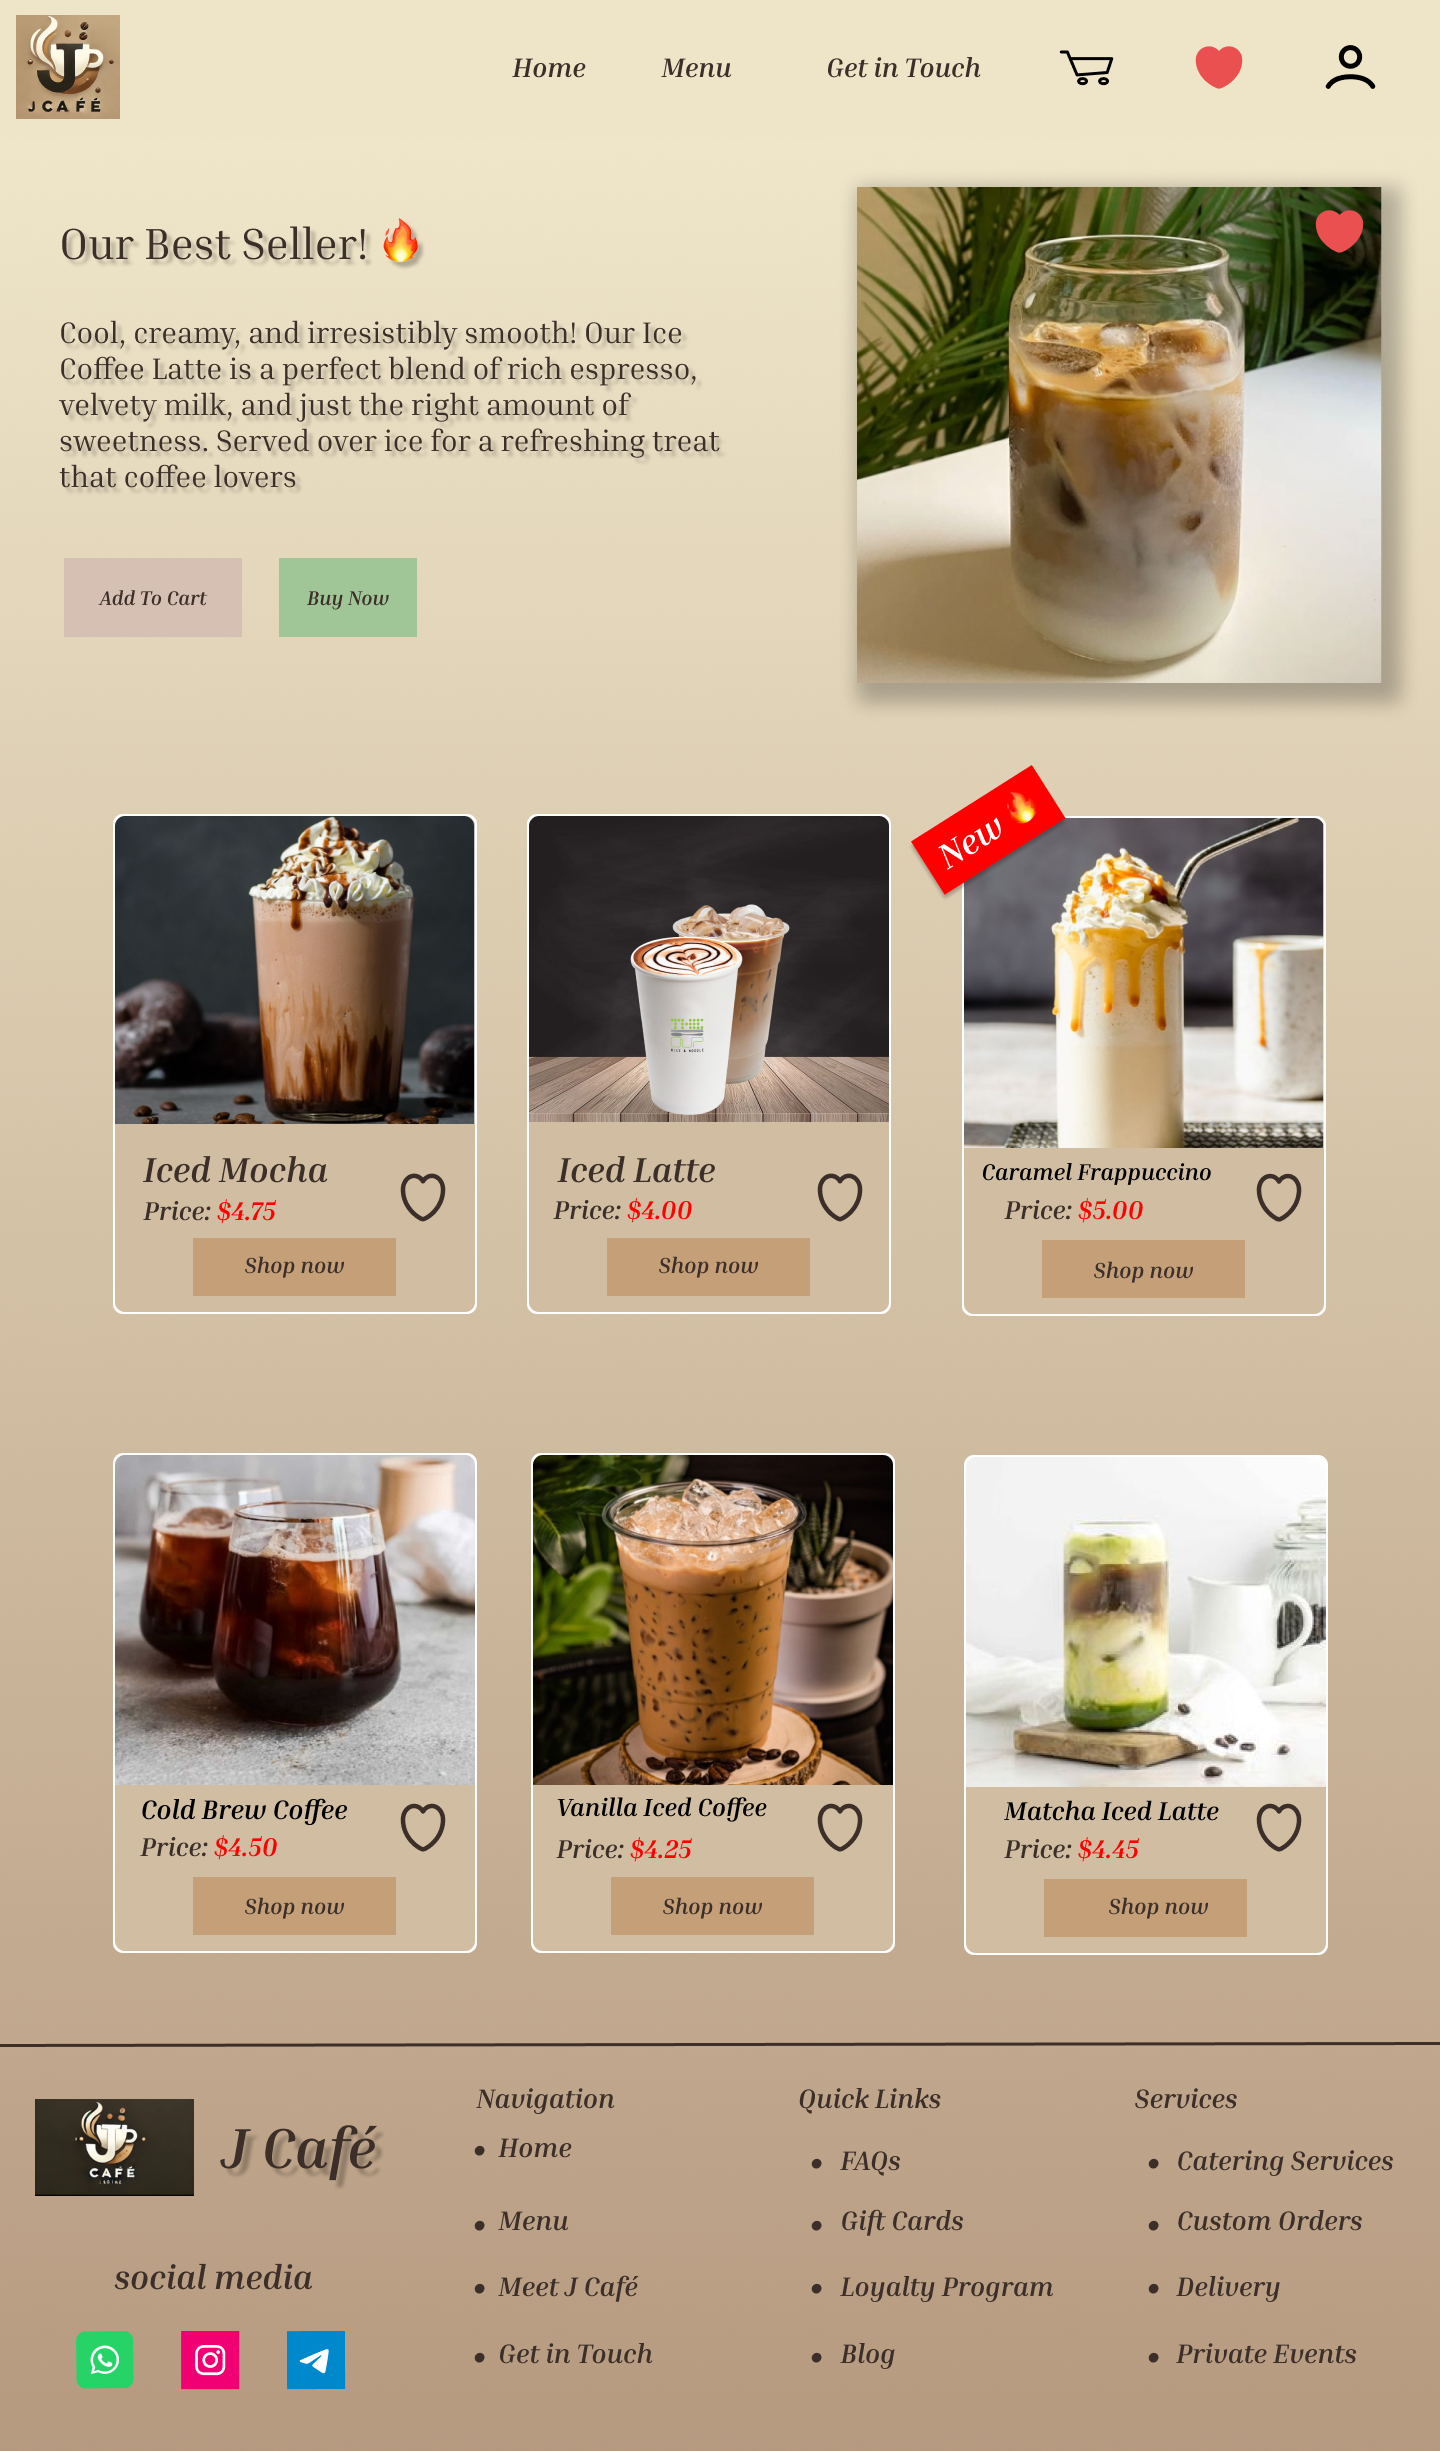 J CAFÉ
Home
Menu
Get in Touch
Our Best Seller! 🔥
Cool, creamy, and irresistibly smooth! Our Ice
Coffee Latte is a perfect blend of rich espresso,
velvety milk, and just the right amount of
sweetness. Served over ice for a refreshing treat
that coffee lovers
Add To Cart
Buy Now
New 🔥
RICE & NOODLE
Iced Mocha
Price: $4.75
Shop now
Iced Latte
Price: $4.00
Shop now
Caramel Frappuccino
Price: $5.00
Shop now
Cold Brew Coffee
Price: $4.50
Shop now
Vanilla Iced Coffee
Price: $4.25
Shop now
Matcha Iced Latte
Price: $4.45
Shop now
CAFÉ
J Café
social media
Navigation
• Home
• Menu
• Meet J Café
• Get in Touch
Quick Links
• FAQs
• Gift Cards
• Loyalty Program
• Blog
Services
• Catering Services
• Custom Orders
• Delivery
• Private Events